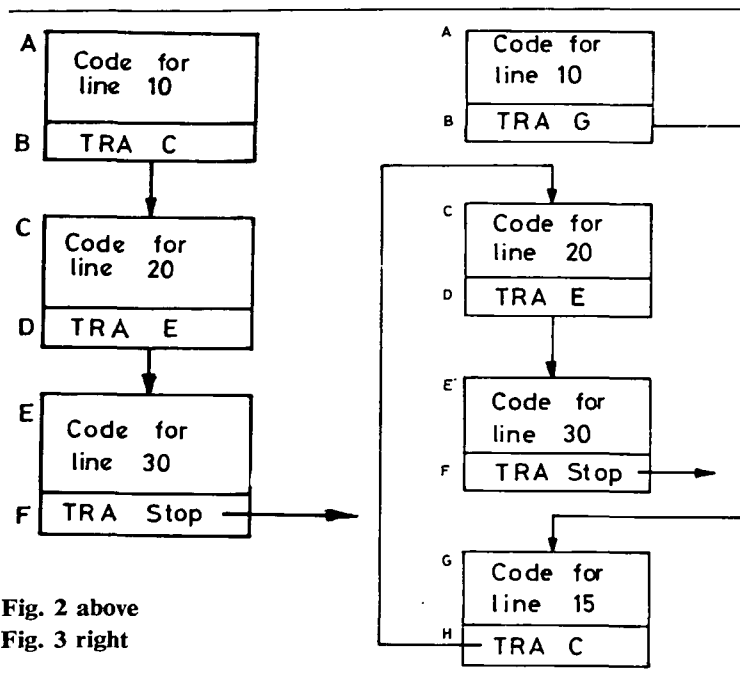 A
Code for
line 10
B
TRA C
C
Code for
line 20
D
TRA E
E
Code for
line 30
F
TRA Stop
Fig. 2 above
Fig. 3 right
A
Code for
line 10
B
TRA G
C
Code for
line 20
D
TRA E
E
Code for
line 30
F
TRA Stop
G
Code for
line 15
H
TRA C